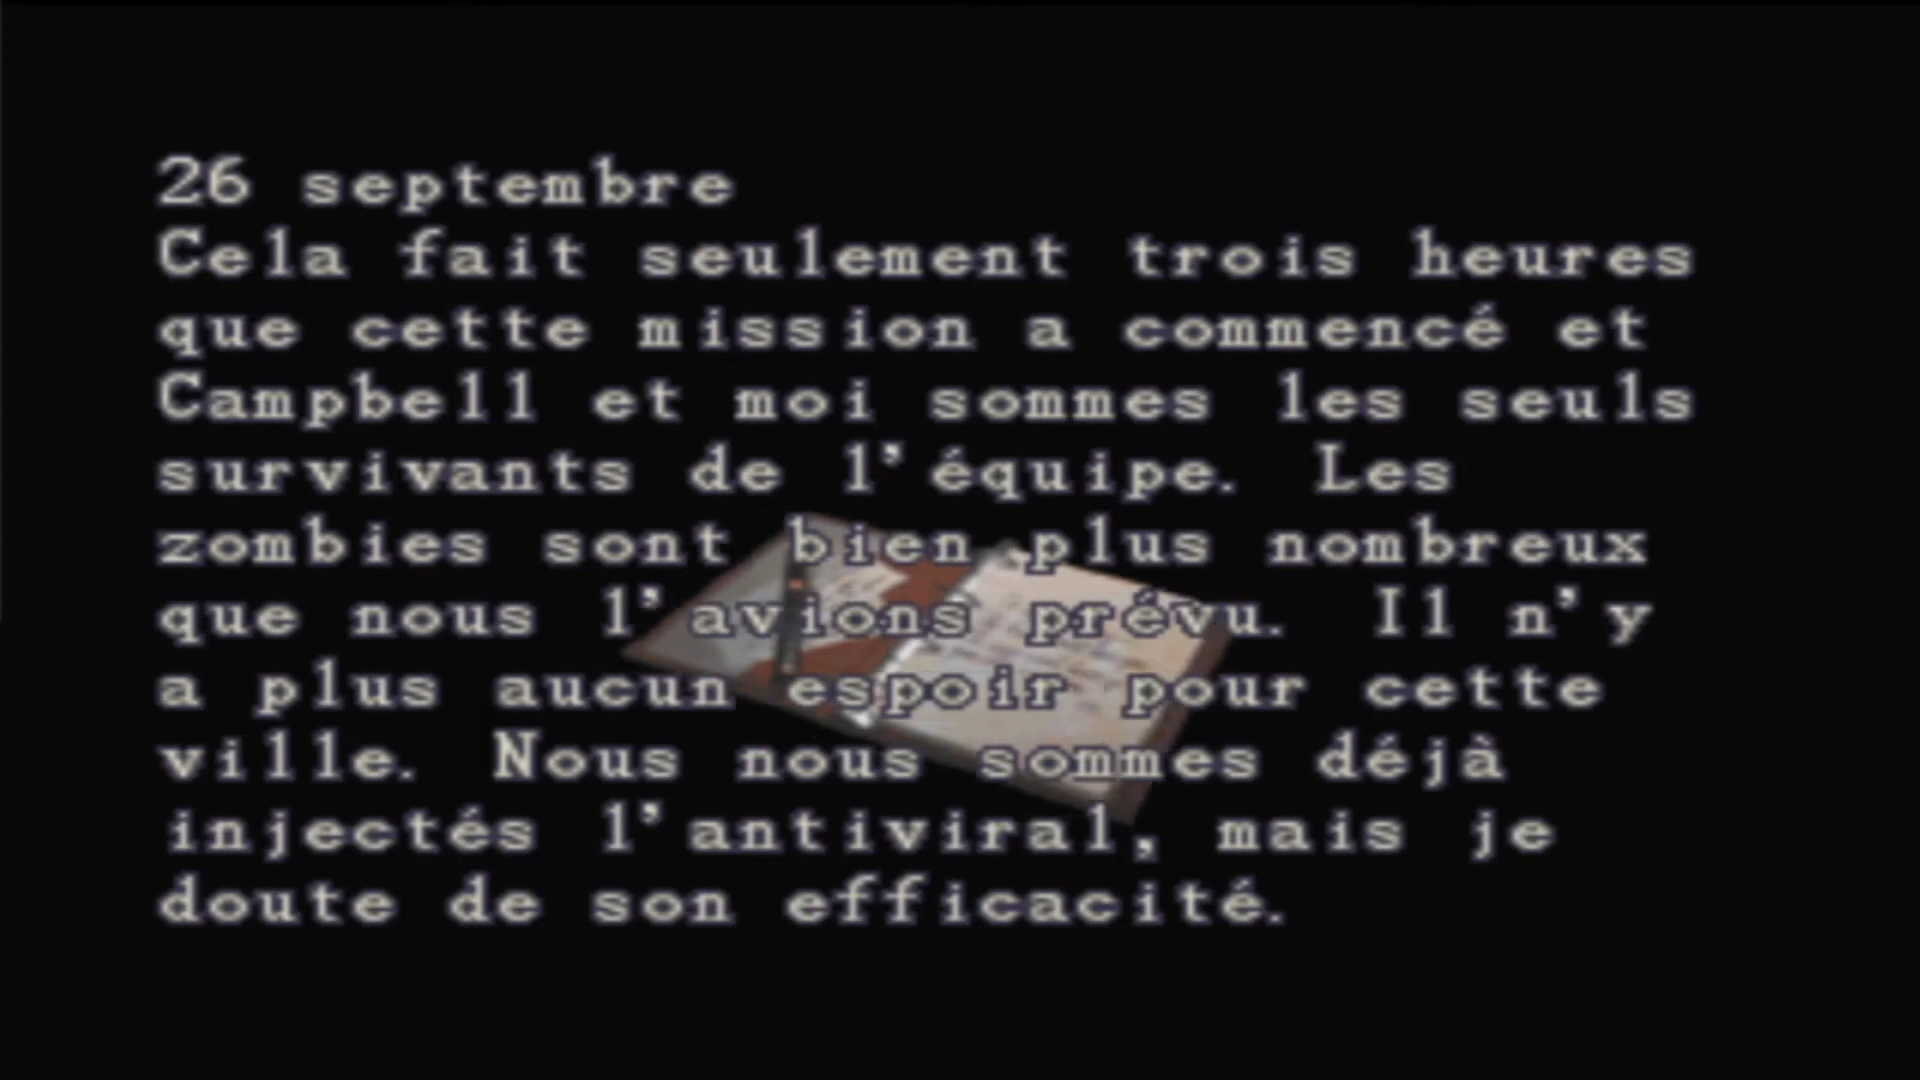 26 septembre
Cela fait seulement trois heures
que cette mission a commencé et
Campbell et moi sommes les seuls
survivants de l'équipe. Les
zombies sont bien plus nombreux
que nous l'avions prévu. Il n'y
a plus aucun espoir pour cette
ville. Nous nous sommes déjà
injectés l'antiviral, mais je
doute de son efficacité.